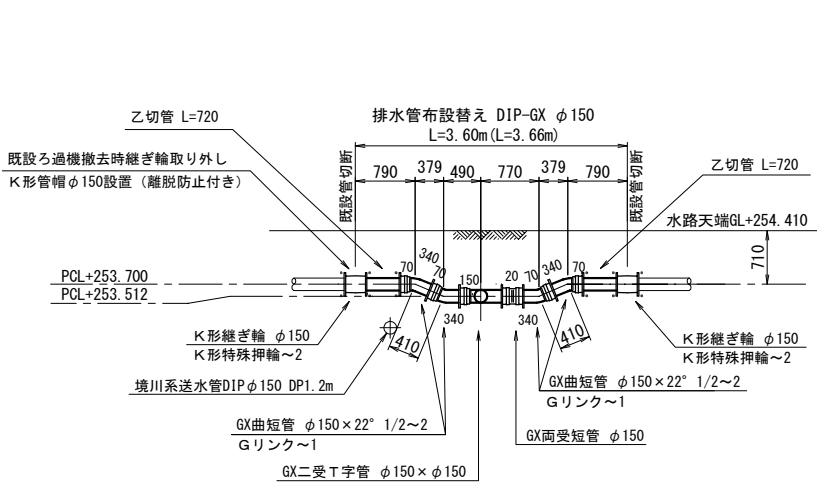 乙切管 L=720
排水管布設替え DIP-GX φ150
L=3.60m(L=3.66m)
既設ろ過機撤去時継ぎ輪取り外し
K形管帽φ150設置（離脱防止付き）
既設管切断
790
379
490
770
379
790
既設管切断
乙切管 L=720
水路天端GL+254.410
710
PCL+253.700
PCL+253.512
70
340
70
150
20
70
340
70
340
340
410
410
K形継ぎ輪 φ150
K形特殊押輪～2
K形継ぎ輪 φ150
K形特殊押輪～2
境川系送水管DIPφ150 DP1.2m
GX曲短管 φ150×22° 1/2～2
Gリンク～1
GX曲短管 φ150×22° 1/2～2
Gリンク～1
GX両受短管 φ150
GX二受T字管 φ150×φ150